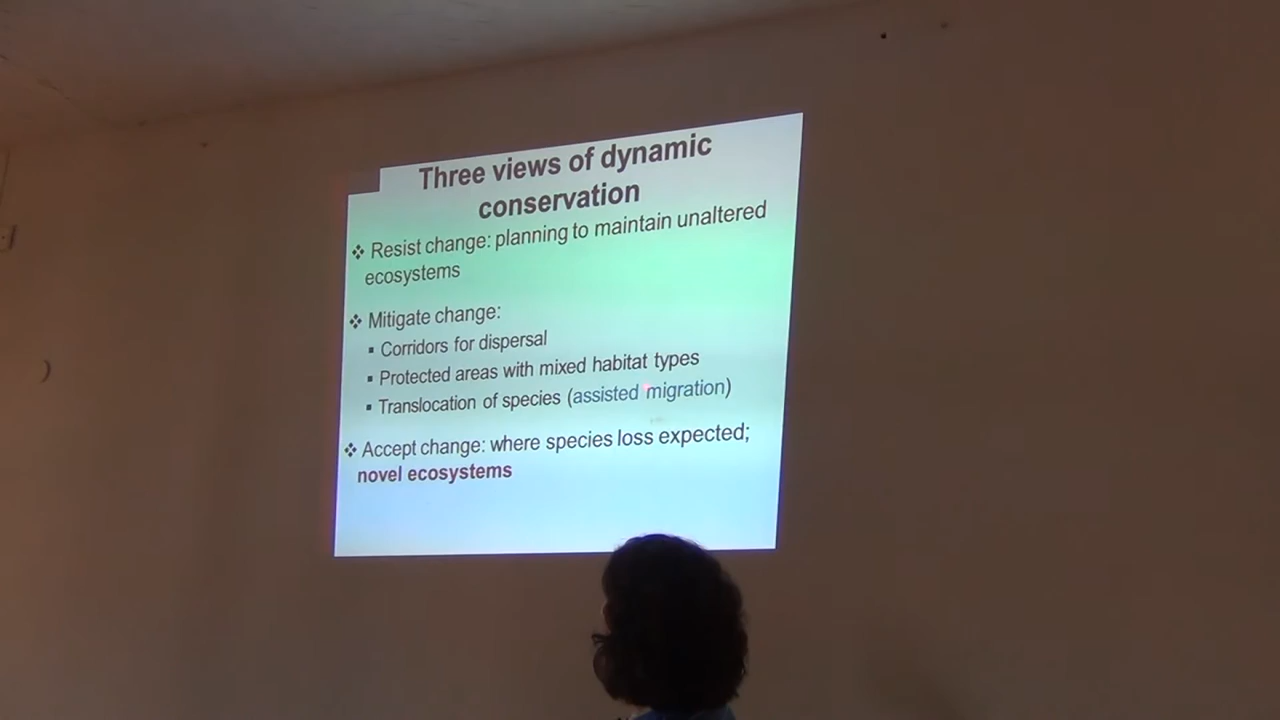 Three views of dynamic
conservation
❖ Resist change: planning to maintain unaltered
ecosystems
❖ Mitigate change:
▪ Corridors for dispersal
▪ Protected areas with mixed habitat types
▪ Translocation of species (assisted migration)
❖ Accept change: where species loss expected;
novel ecosystems